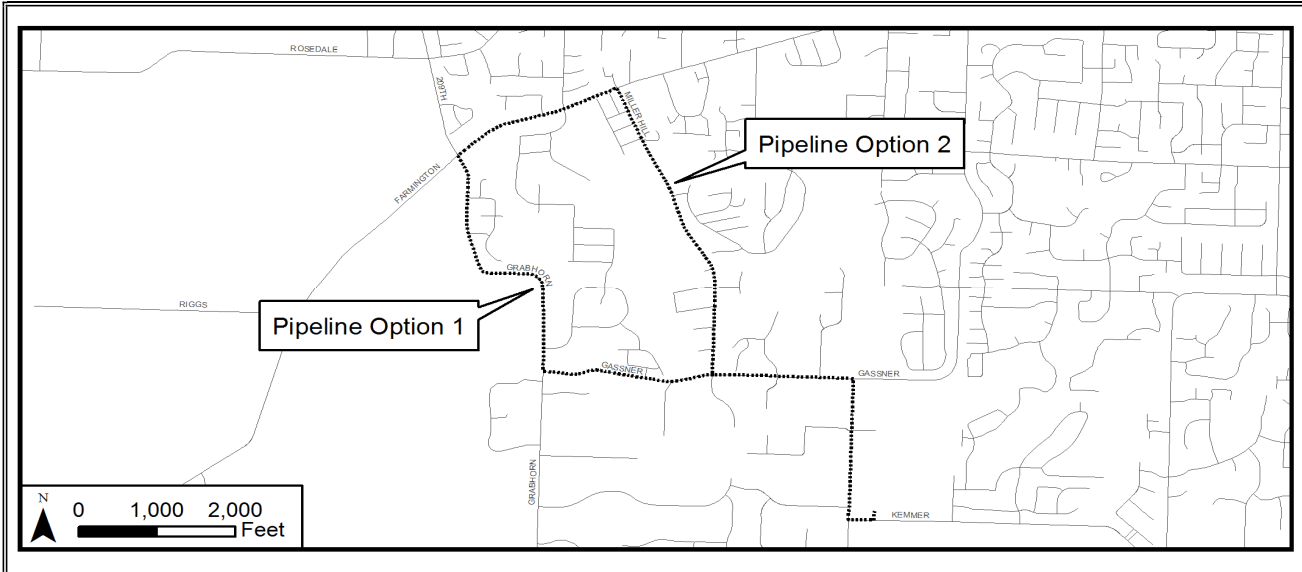 ROSEDALE
209TH
MILLER HILL
Pipeline Option 2
FARMINGTON
GRABHORN
RIGGS
Pipeline Option 1
GASSNER
GASSNER
GRABHORN
KEMMER
N
0 1,000 2,000
Feet